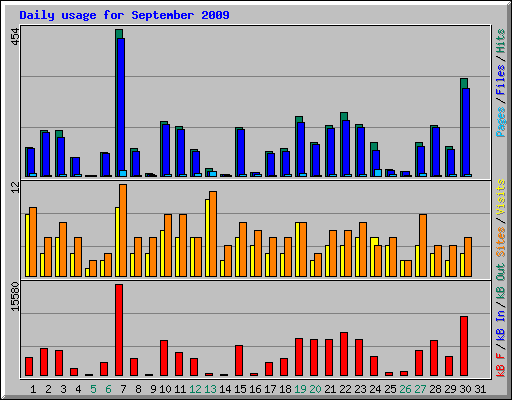 Daily usage for September 2009
454
Pages / Files / Hits
12
kB F / kB In / kB Out Sites / Visits
15580
1 2 3 4 5 6 7 8 9 10 11 12 13 14 15 16 17 18 19 20 21 22 23 24 25 26 27 28 29 30 31